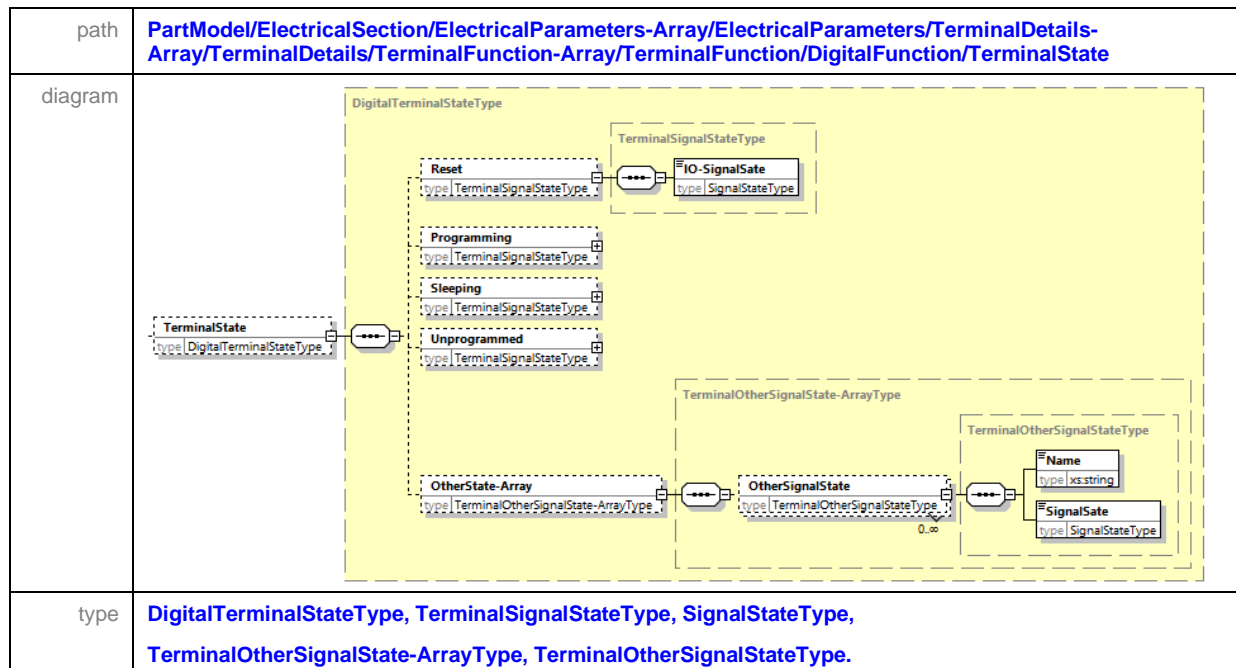 path
PartModel/ElectricalSection/ElectricalParameters-Array/ElectricalParameters/TerminalDetails-
Array/TerminalDetails/TerminalFunction-Array/TerminalFunction/DigitalFunction/TerminalState
diagram
DigitalTerminalStateType
TerminalSignalStateType
Reset
type TerminalSignalStateType
IO-SignalSate
type SignalStateType
Programming
type TerminalSignalStateType
Sleeping
type TerminalSignalStateType
TerminalState
type DigitalTerminalStateType
Unprogrammed
type TerminalSignalStateType
TerminalOtherSignalState-ArrayType
TerminalOtherSignalStateType
OtherState-Array
type TerminalOtherSignalState-ArrayType
OtherSignalState
type TerminalOtherSignalStateType
0..∞
Name
type xs:string
SignalSate
type SignalStateType
type
DigitalTerminalStateType, TerminalSignalStateType, SignalStateType,
TerminalOtherSignalState-ArrayType, TerminalOtherSignalStateType.